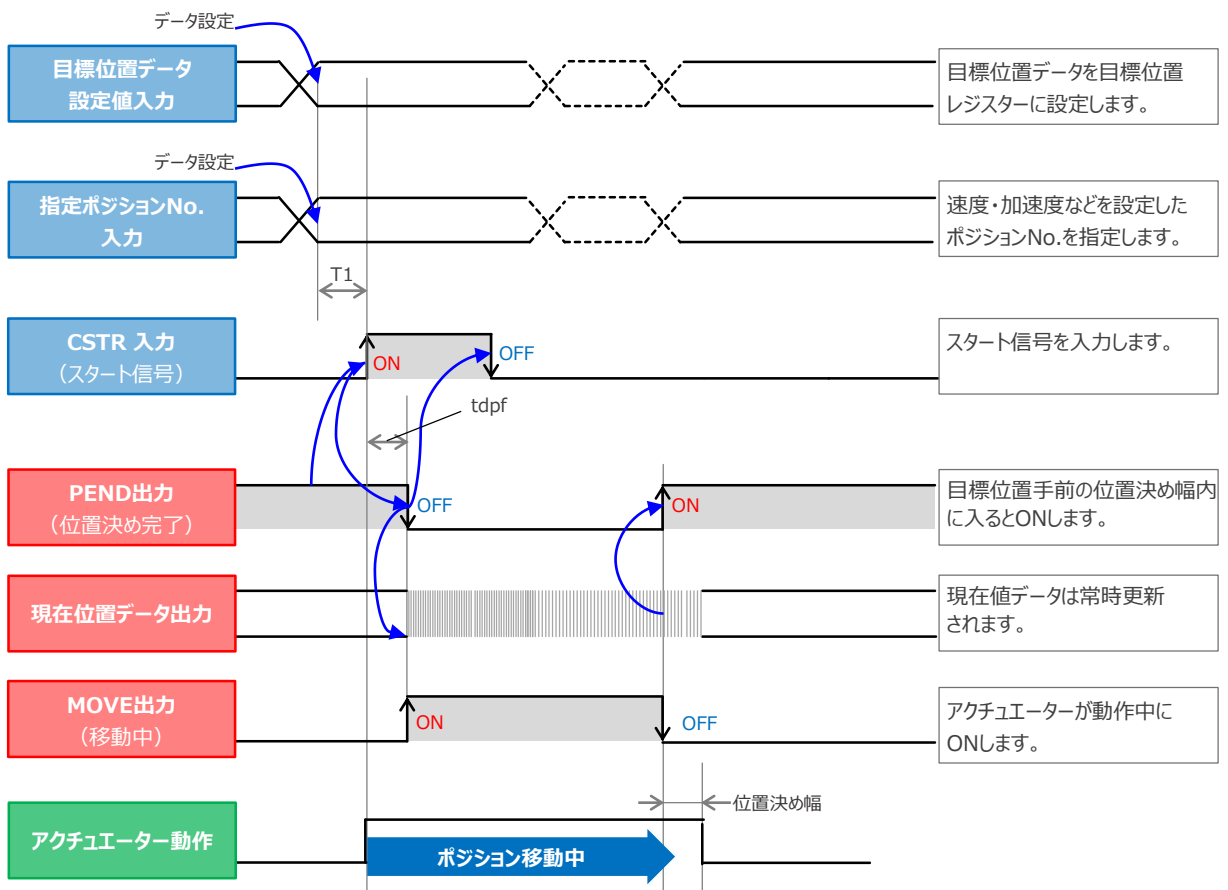 データ設定
目標位置データ
設定値入力
目標位置データを目標位置
レジスターに設定します。
データ設定
指定ポジションNo.
入力
速度・加速度などを設定した
ポジションNo.を指定します。
T1
CSTR 入力
（スタート信号）
ON
OFF
スタート信号を入力します。
tdpf
PEND出力
（位置決め完了）
OFF
ON
目標位置手前の位置決め幅内
に入るとONします。
現在位置データ出力
現在値データは常時更新
されます。
MOVE出力
（移動中）
ON
OFF
アクチュエーターが動作中に
ONします。
位置決め幅
アクチュエーター動作
ポジション移動中